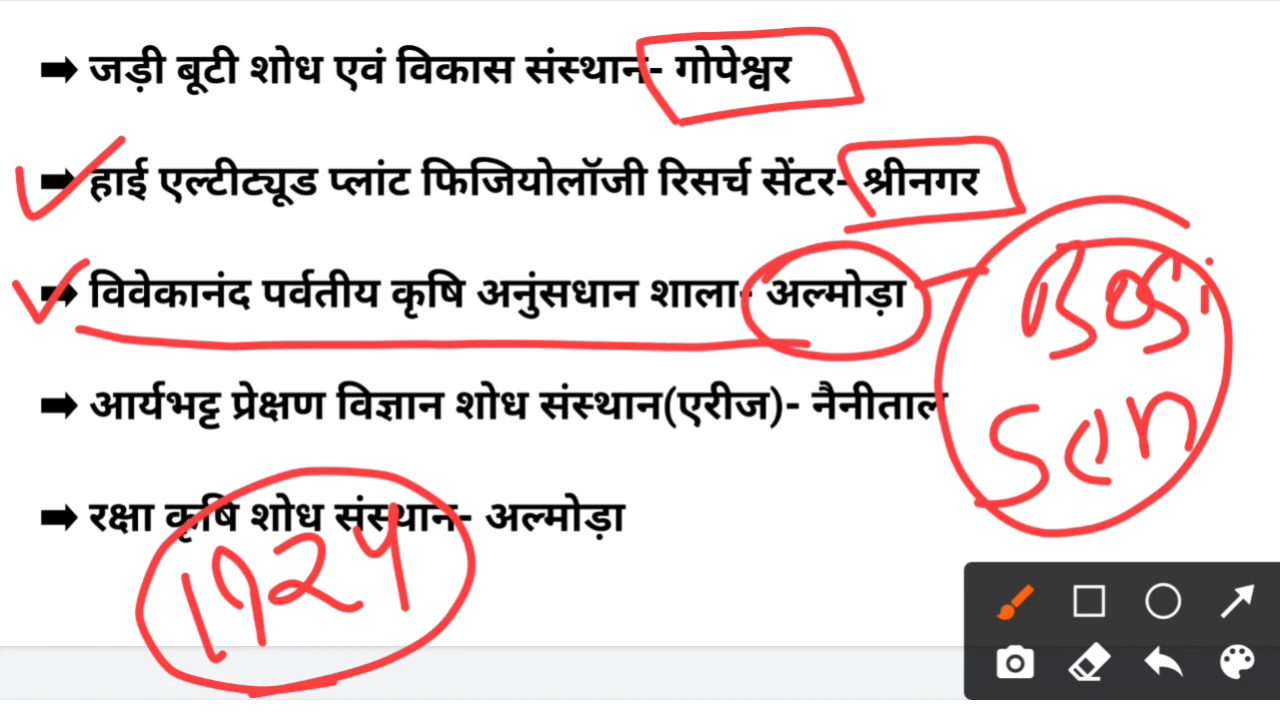 ➡ जड़ी बूटी शोध एवं विकास संस्थान- गोपेश्वर
➡ हाई एल्टीट्यूड प्लांट फिजियोलॉजी रिसर्च सेंटर- श्रीनगर
➡ विवेकानंद पर्वतीय कृषि अनुंसधान शाला- अल्मोड़ा
➡ आर्यभट्ट प्रेक्षण विज्ञान शोध संस्थान(एरीज)- नैनीताल
➡ रक्षा कृषि शोध संस्थान- अल्मोड़ा
Bosi
Sen
1924